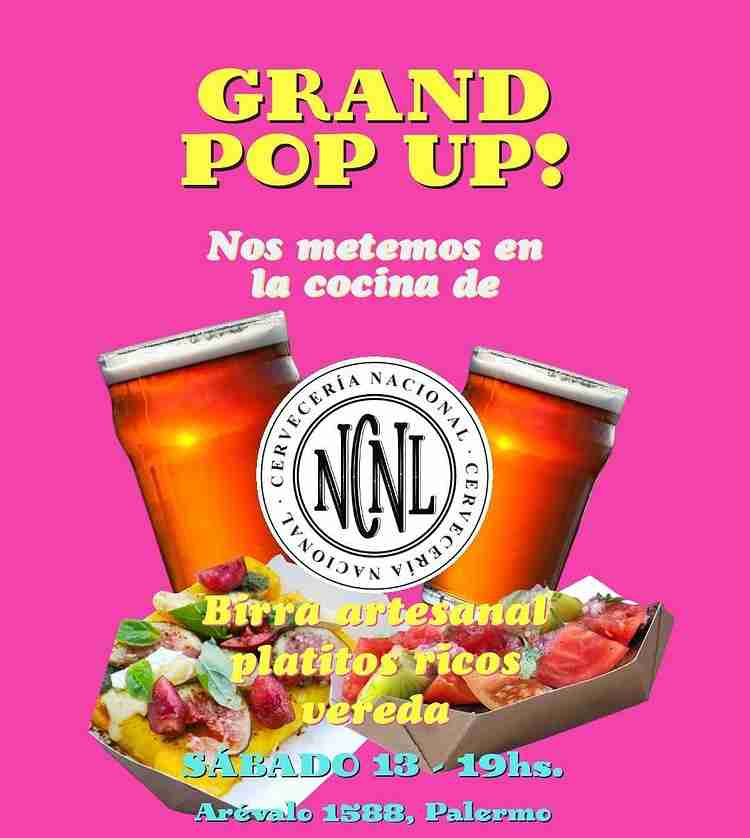 GRAND
POP UP!
Nos metemos en
la cocina de
· CERVECERÍA NACIONAL · CERVECERÍA NACIONAL
NCNL
Birra artesanal
platitos ricos
vereda
SÁBADO 13 - 19hs.
Arévalo 1588, Palermo